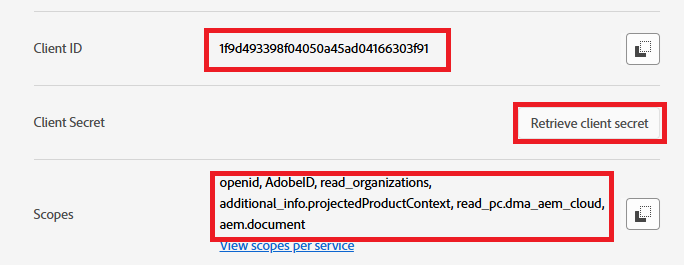 Client ID 1f9d493398f04050a45ad04166303f91
Client Secret Retrieve client secret
openid, AdobeID, read_organizations,
Scopes additional_info.projectedProductContext, read_pc.dma_aem_cloud,
aem.document
View scopes per service